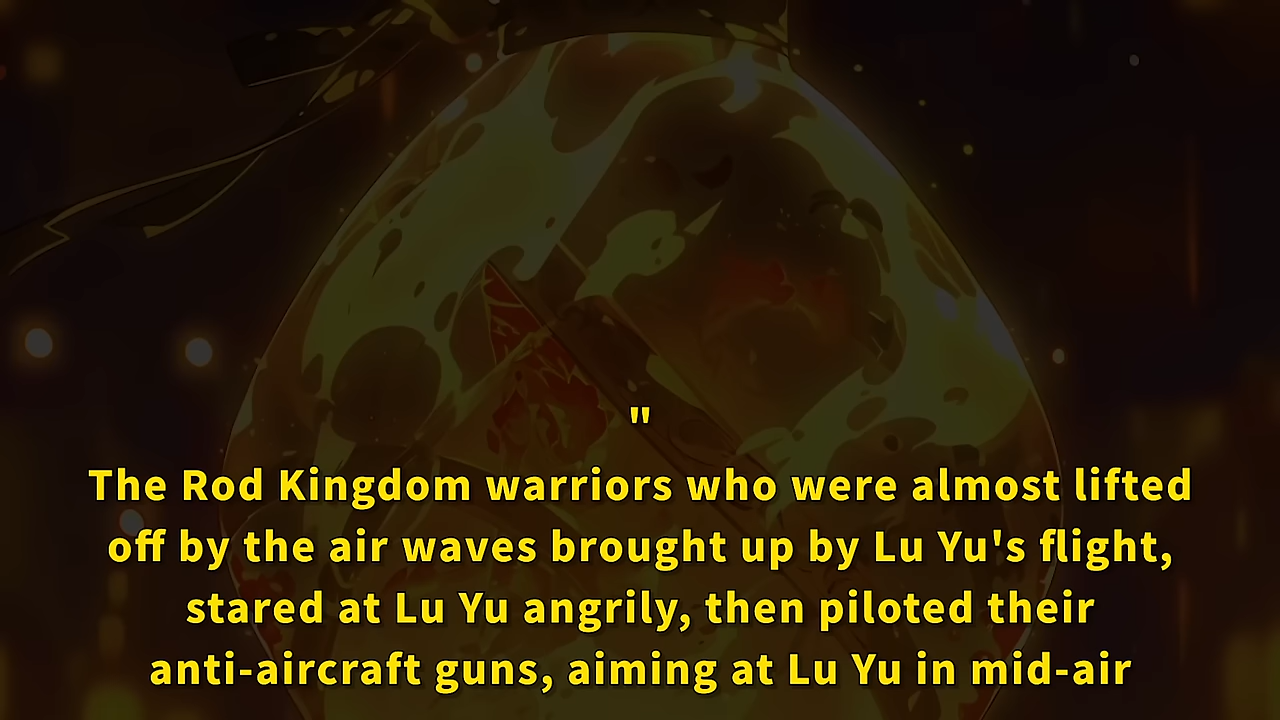 "
The Rod Kingdom warriors who were almost lifted
off by the air waves brought up by Lu Yu's flight,
stared at Lu Yu angrily, then piloted their
anti-aircraft guns, aiming at Lu Yu in mid-air